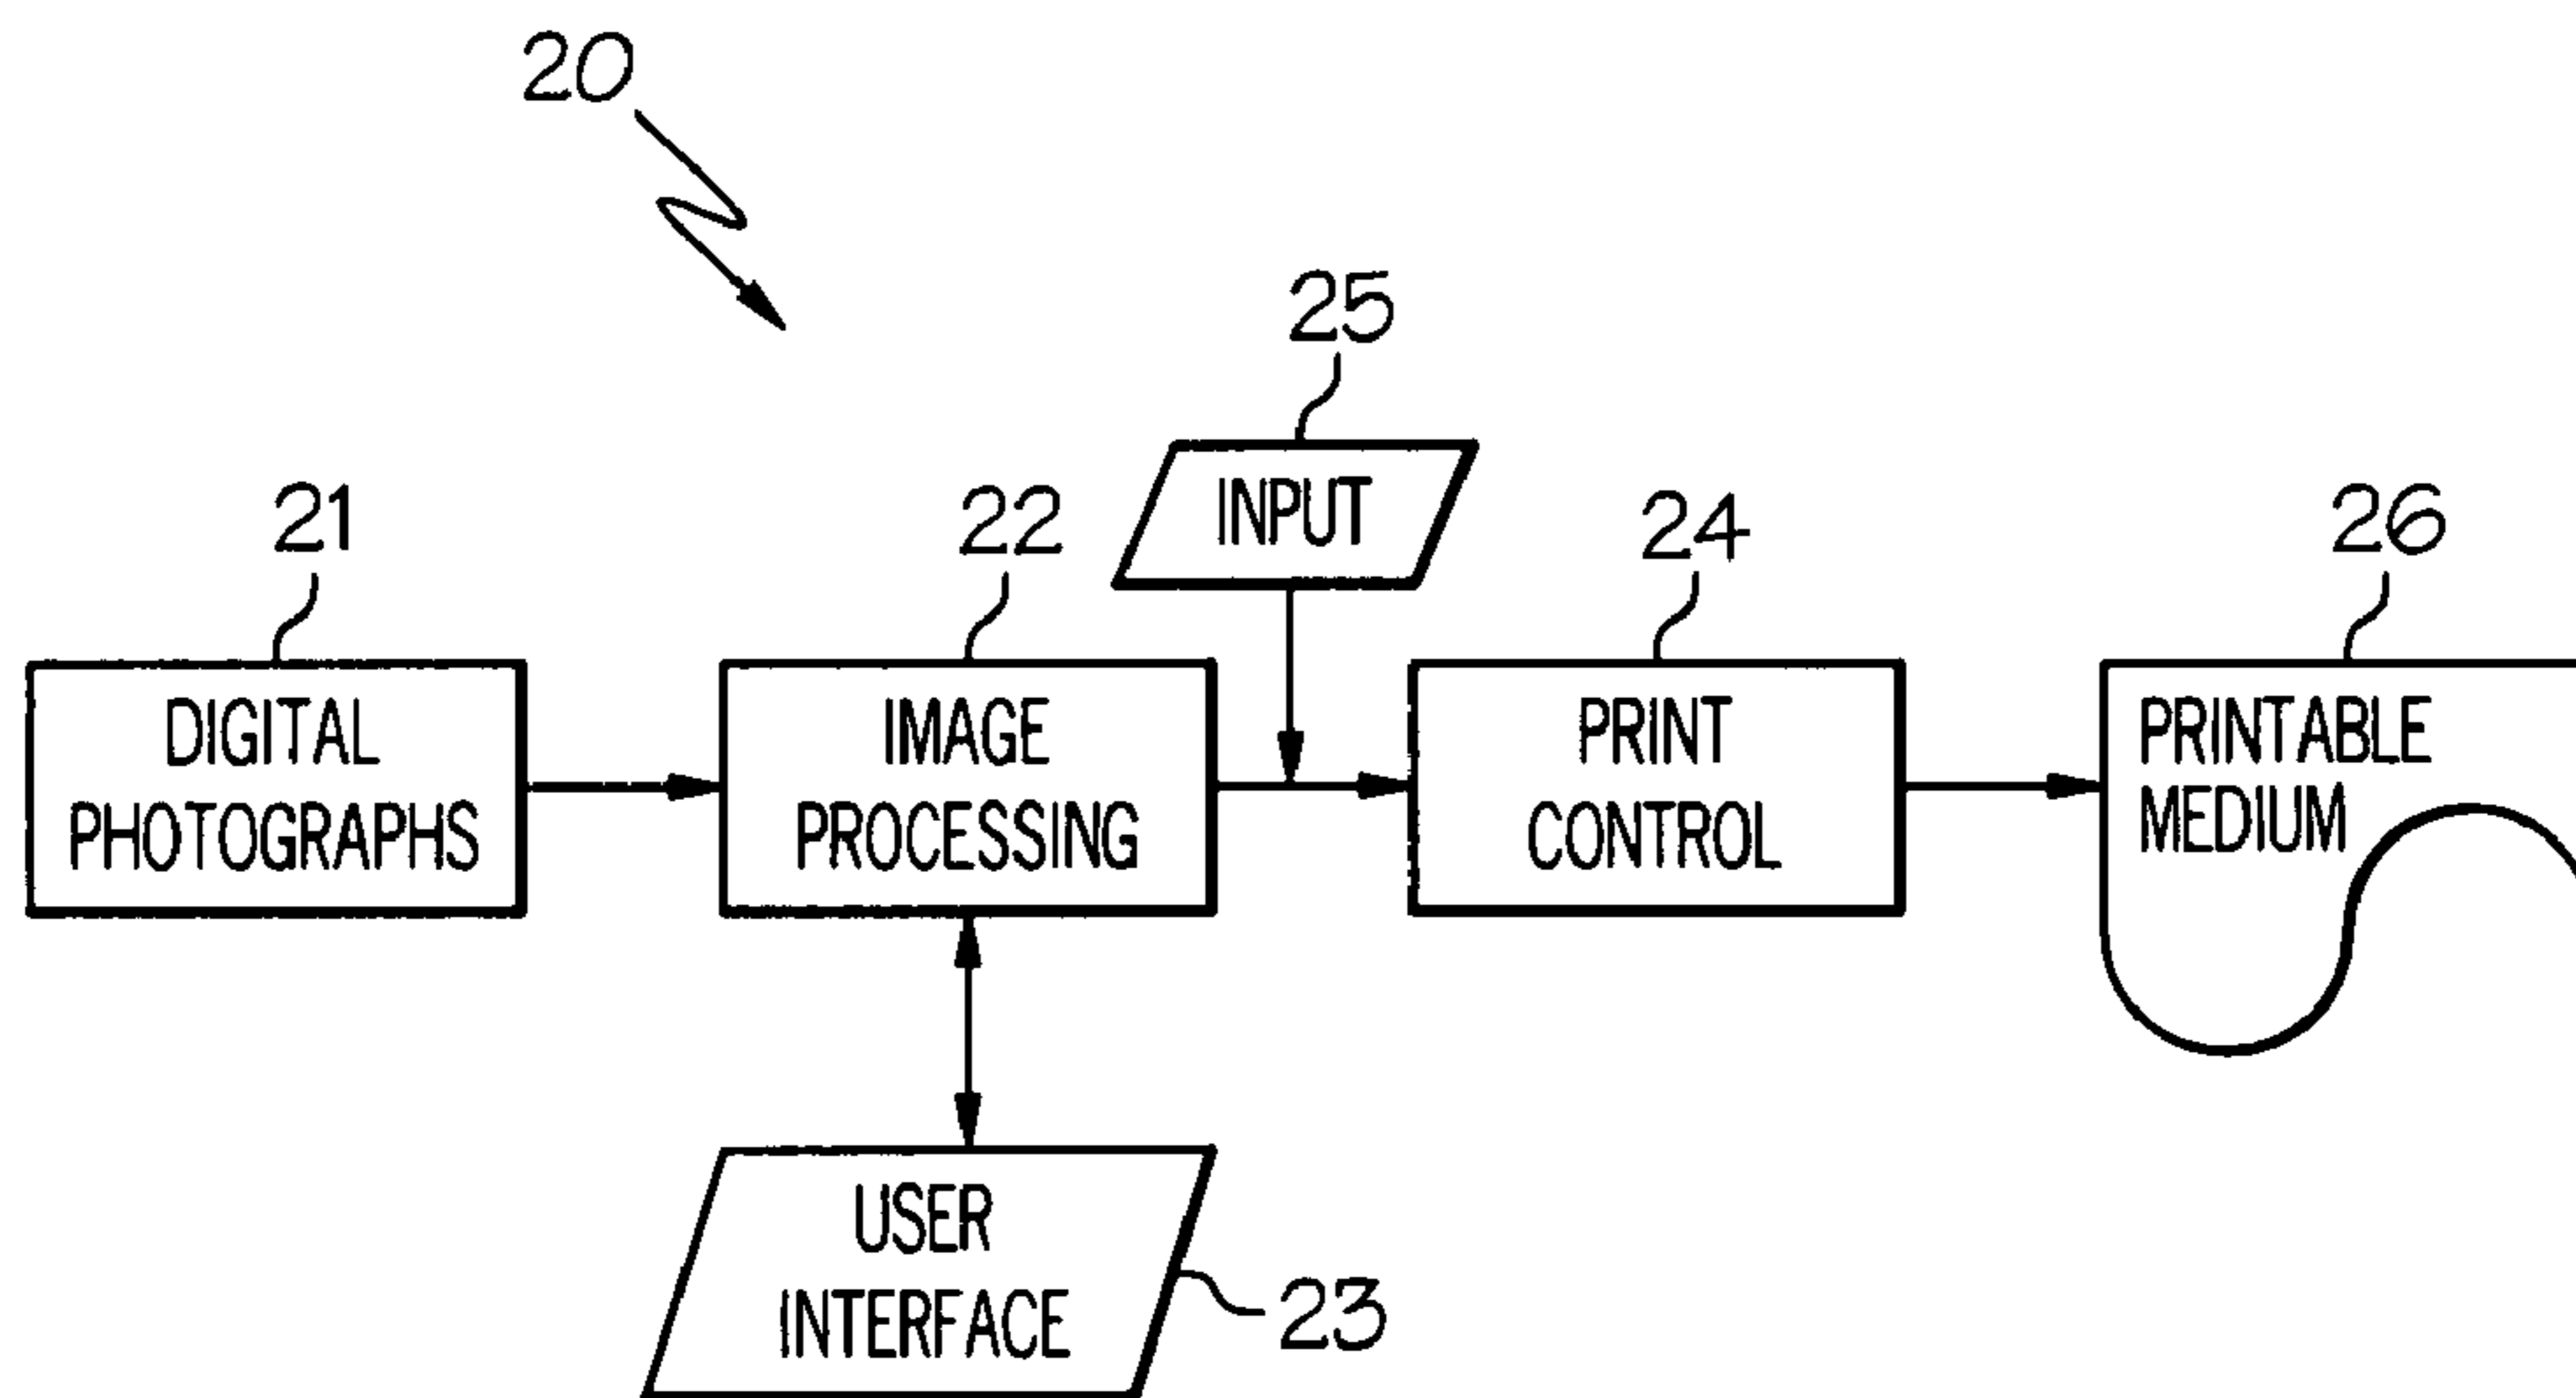 20
25
INPUT
21
22
24
26
DIGITAL
PHOTOGRAPHS
IMAGE
PROCESSING
PRINT
CONTROL
PRINTABLE
MEDIUM
USER
INTERFACE
23